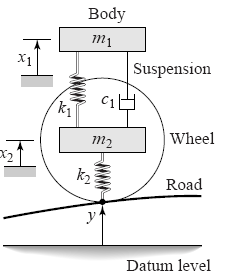 Body
m1
x1
Suspension
k1
c1
m2
Wheel
x2
k2
Road
y
Datum level